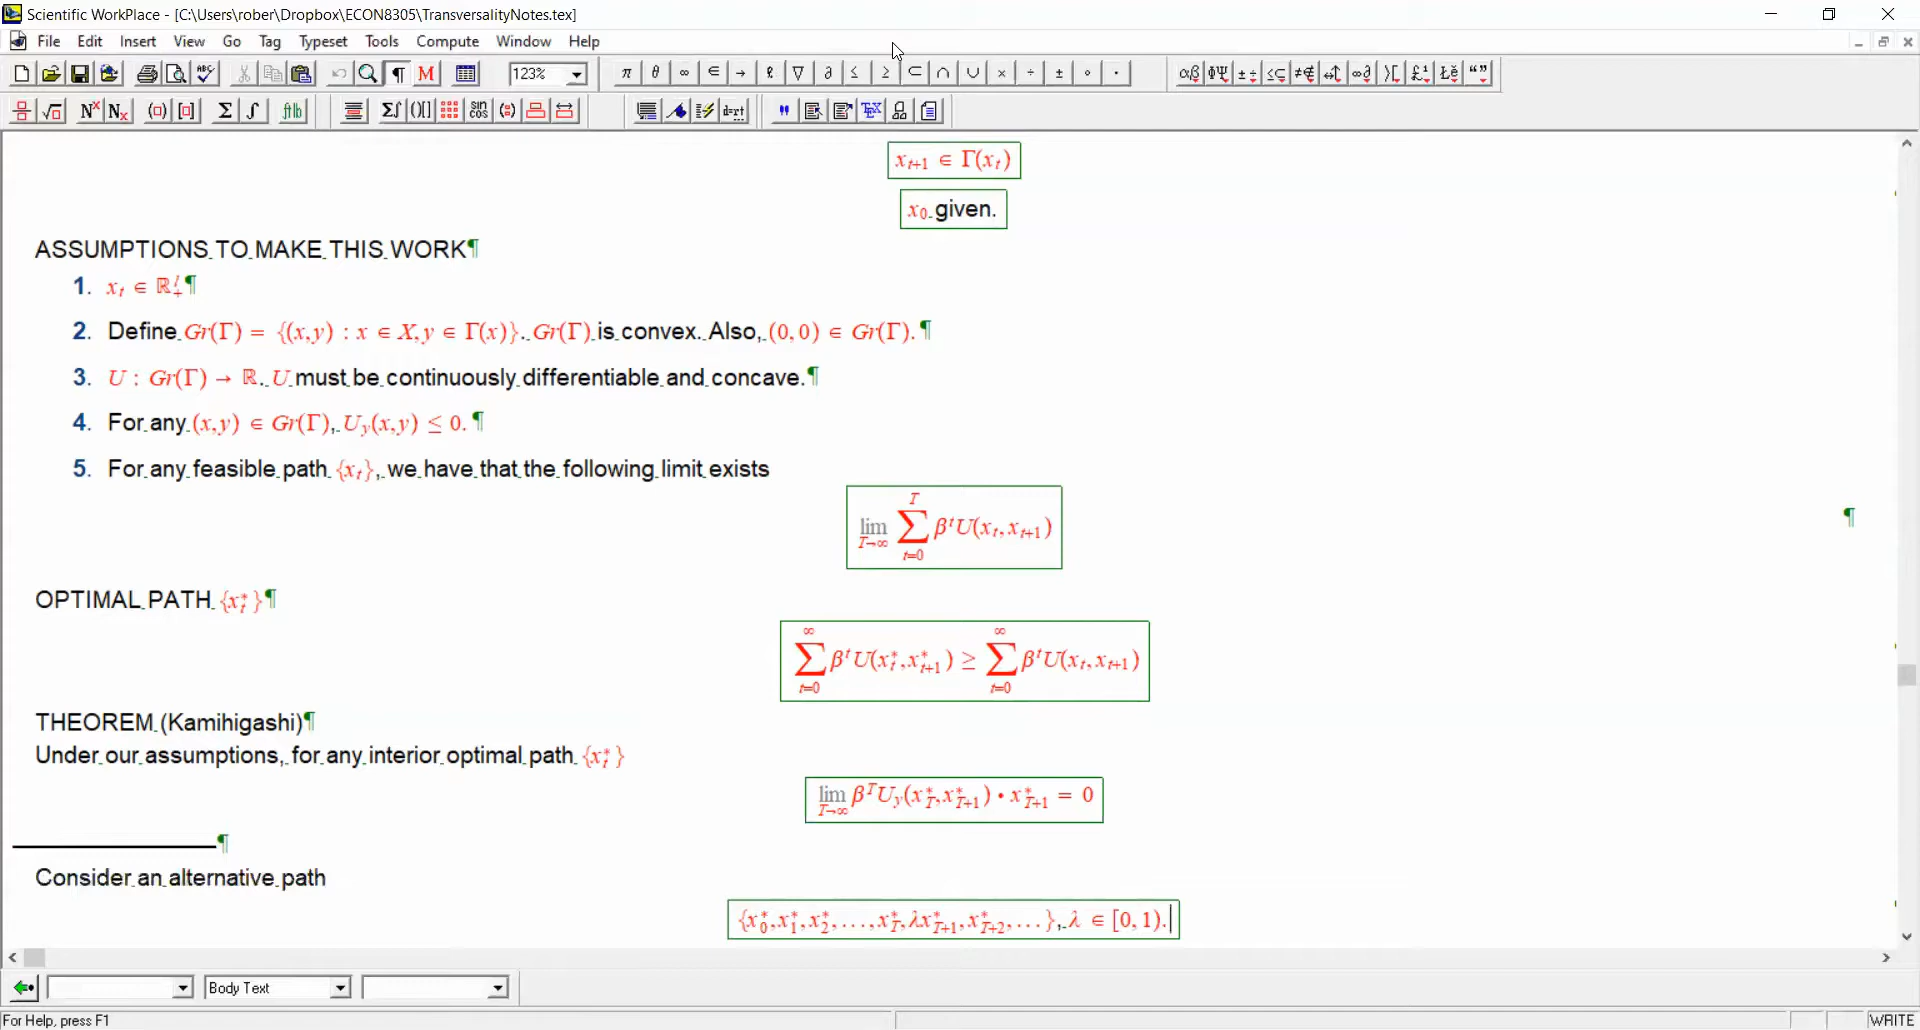 Scientific WorkPlace - [C:\Users\rober\Dropbox\ECON8305\TransversalityNotes.tex]
File Edit Insert View Go Tag Typeset Tools Compute Window Help
123% π θ ∞ ∈ → ℓ ∇ ∂ ≤ ≥ ⊂ ∩ ∪ × ÷ ± ∘ ·
x_{t+1} ∈ Γ(x_t)
x_0 given.
ASSUMPTIONS TO MAKE THIS WORK¶
1. x_t ∈ ℝ_+^l¶
2. Define Gr(Γ) = {(x,y) : x ∈ X, y ∈ Γ(x)}. Gr(Γ) is convex. Also, (0,0) ∈ Gr(Γ).¶
3. U : Gr(Γ) → ℝ. U must be continuously differentiable and concave.¶
4. For any (x,y) ∈ Gr(Γ), U_y(x,y) ≤ 0.¶
5. For any feasible path {x_t}, we have that the following limit exists
lim_{T→∞} ∑_{t=0}^{T} β^t U(x_t, x_{t+1}) ¶
OPTIMAL PATH {x_t^*}¶
∑_{t=0}^{∞} β^t U(x_t^*, x_{t+1}^*) ≥ ∑_{t=0}^{∞} β^t U(x_t, x_{t+1})
THEOREM (Kamihigashi)¶
Under our assumptions, for any interior optimal path {x_t^*}
lim_{T→∞} β^T U_y(x_T^*, x_{T+1}^*) • x_{T+1}^* = 0
¶
Consider an alternative path
{x_0^*, x_1^*, x_2^*, …, x_T^*, λx_{T+1}^*, x_{T+2}^*, …}, λ ∈ [0,1).
Body Text
For Help, press F1 WRITE